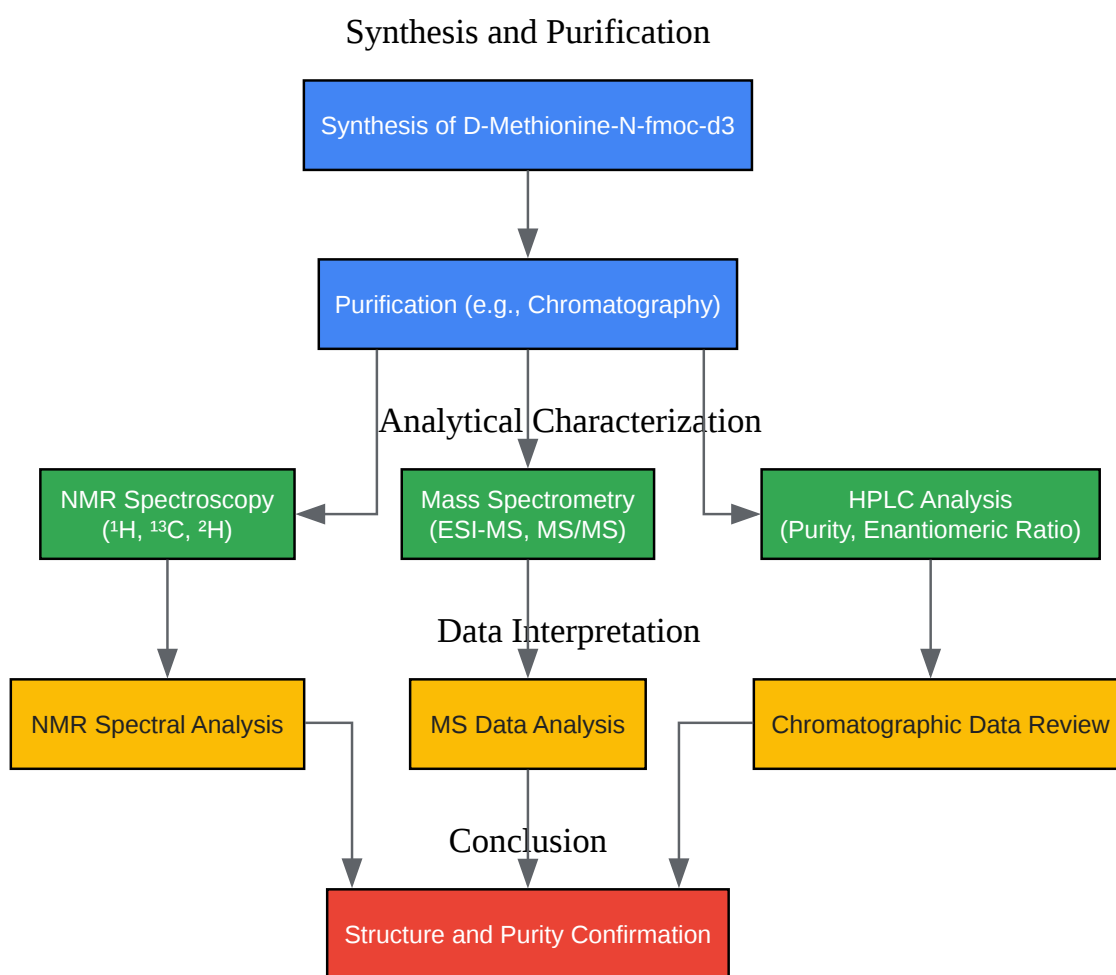 Synthesis and Purification
Synthesis of D-Methionine-N-fmoc-d3
Purification (e.g., Chromatography)
Analytical Characterization
NMR Spectroscopy
(¹H, ¹³C, ²H)
Mass Spectrometry
(ESI-MS, MS/MS)
HPLC Analysis
(Purity, Enantiomeric Ratio)
Data Interpretation
NMR Spectral Analysis
MS Data Analysis
Chromatographic Data Review
Conclusion
Structure and Purity Confirmation